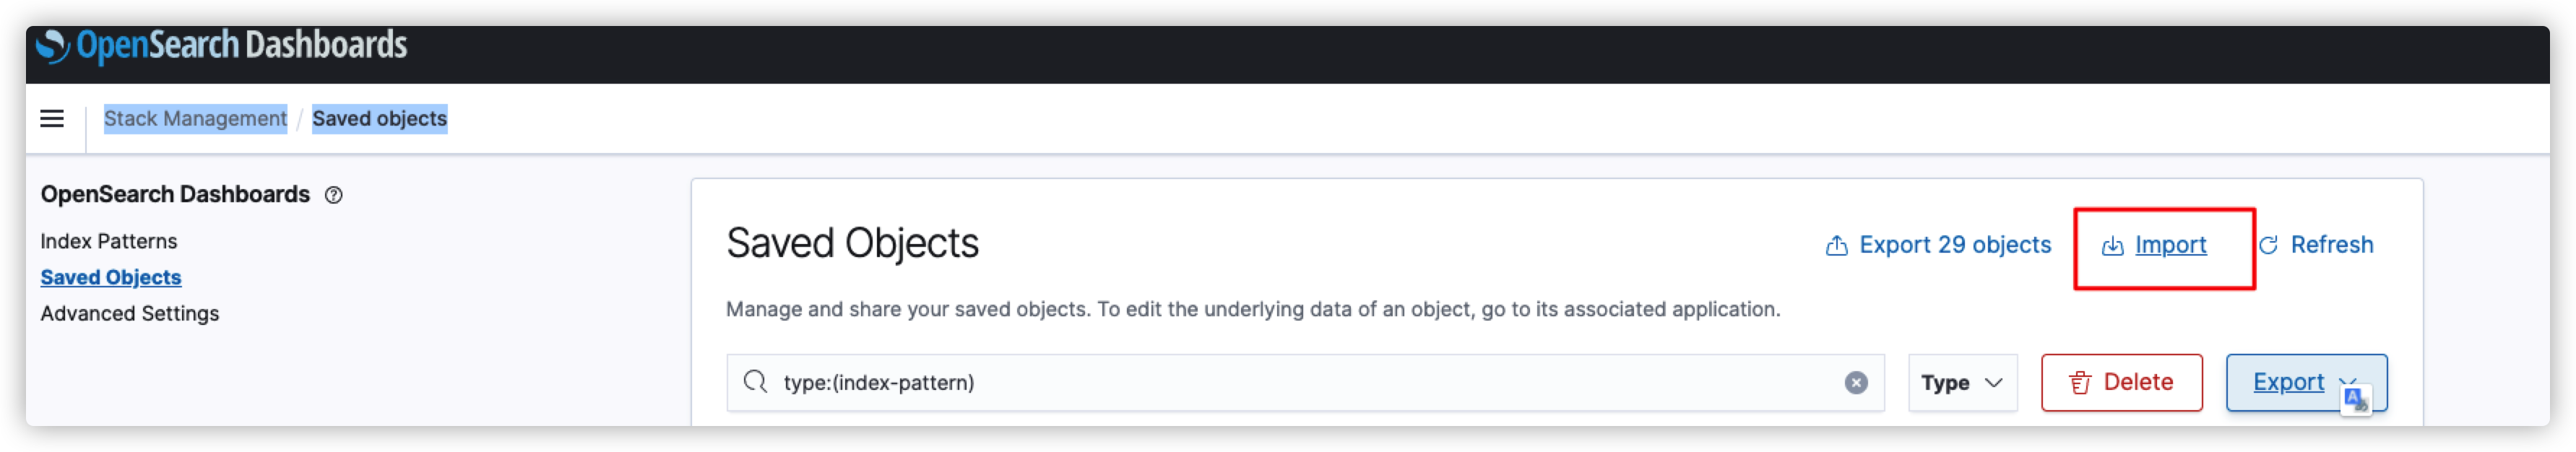 OpenSearch Dashboards
Stack Management / Saved objects
OpenSearch Dashboards
Index Patterns
Saved Objects
Advanced Settings
Saved Objects
Export 29 objects Import Refresh
Manage and share your saved objects. To edit the underlying data of an object, go to its associated application.
type:(index-pattern) Type Delete Export